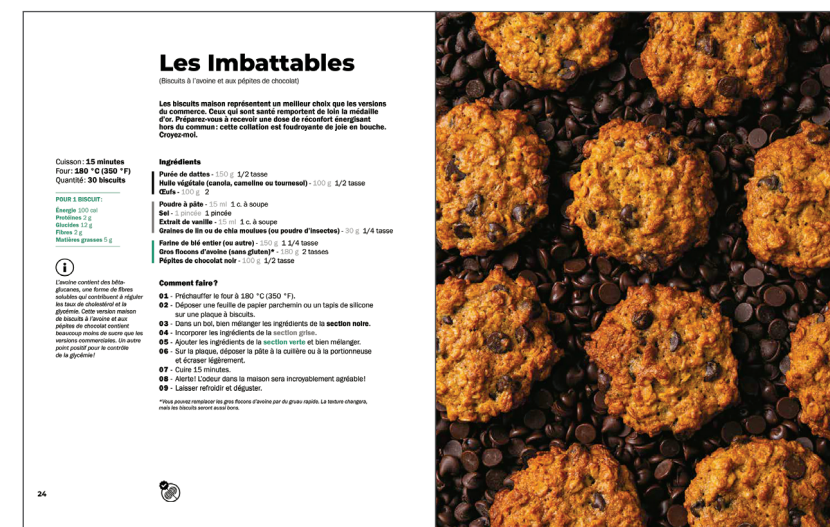 Les Imbattables
(Biscuits à l'avoine et aux pépites de chocolat)
Les biscuits maison représentent un meilleur choix que les versions
du commerce. Ceux qui sont santé remportent de loin la médaille
d'or. Préparez-vous à recevoir une dose de réconfort énergisant
hors du commun : cette collation est foudroyante de joie en bouche.
Croyez-moi.
Cuisson : 15 minutes
Four : 180 °C (350 °F)
Quantité : 30 biscuits
POUR 1 BISCUIT :
Énergie 100 cal
Protéines 2 g
Glucides 12 g
Fibres 2 g
Matières grasses 5 g
i
L'avoine contient des bêta-
glucanes, une forme de fibres
solubles qui contribuent à réguler
les taux de cholestérol et la
glycémie. Cette version maison
de biscuits à l'avoine et aux
pépites de chocolat contient
beaucoup moins de sucre que les
versions commerciales. Un autre
point positif pour le contrôle
de la glycémie !
Ingrédients
Purée de dattes - 150 g 1/2 tasse
Huile végétale (canola, cameline ou tournesol) - 100 g 1/2 tasse
Œufs - 100 g 2
Poudre à pâte - 15 ml 1 c. à soupe
Sel - 1 pincée 1 pincée
Extrait de vanille - 15 ml 1 c. à soupe
Graines de lin ou de chia moulues (ou poudre d'insectes) - 30 g 1/4 tasse
Farine de blé entier (ou autre) - 150 g 1 1/4 tasse
Gros flocons d'avoine (sans gluten)* - 180 g 2 tasses
Pépites de chocolat noir - 100 g 1/2 tasse
Comment faire ?
01 - Préchauffer le four à 180 °C (350 °F).
02 - Déposer une feuille de papier parchemin ou un tapis de silicone
sur une plaque à biscuits.
03 - Dans un bol, bien mélanger les ingrédients de la section noire.
04 - Incorporer les ingrédients de la section grise.
05 - Ajouter les ingrédients de la section verte et bien mélanger.
06 - Sur la plaque, déposer la pâte à la cuillère ou à la portionneuse
et écraser légèrement.
07 - Cuire 15 minutes.
08 - Alerte! L'odeur dans la maison sera incroyablement agréable!
09 - Laisser refroidir et déguster.
*Vous pouvez remplacer les gros flocons d'avoine par du gruau rapide. La texture changera,
mais les biscuits seront aussi bons.
24